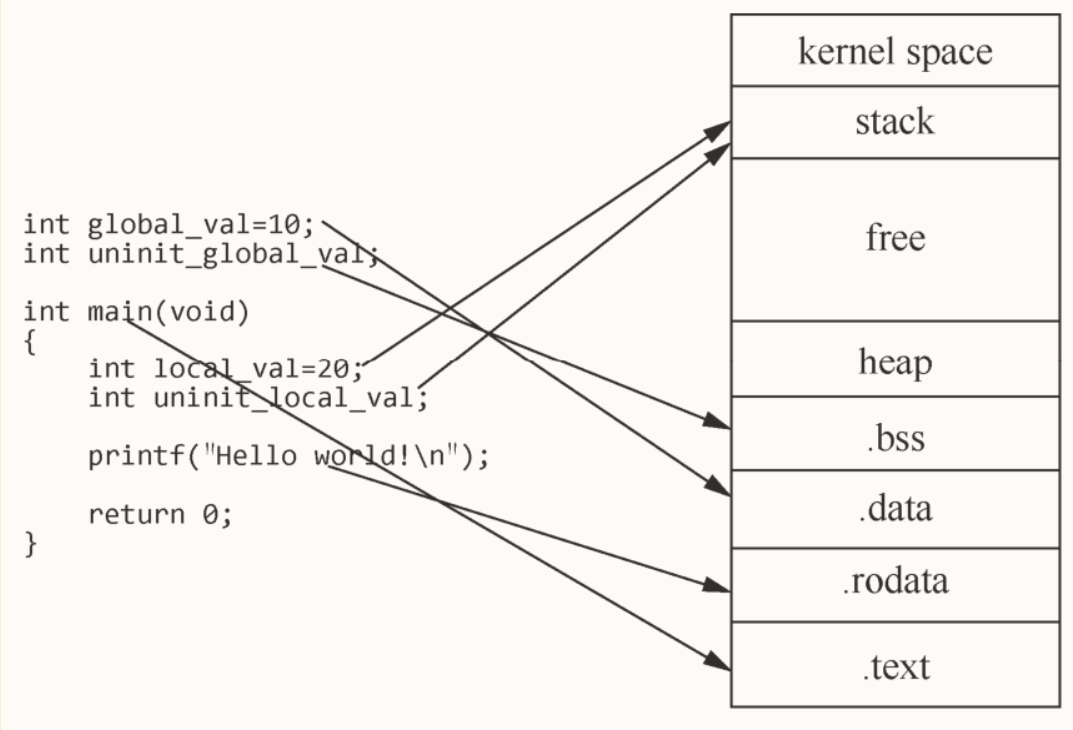 int global_val=10;
int uninit_global_val;
int main(void)
{
    int local_val=20;
    int uninit_local_val;
    printf("Hello world!\n");
    return 0;
}
kernel space
stack
free
heap
.bss
.data
.rodata
.text